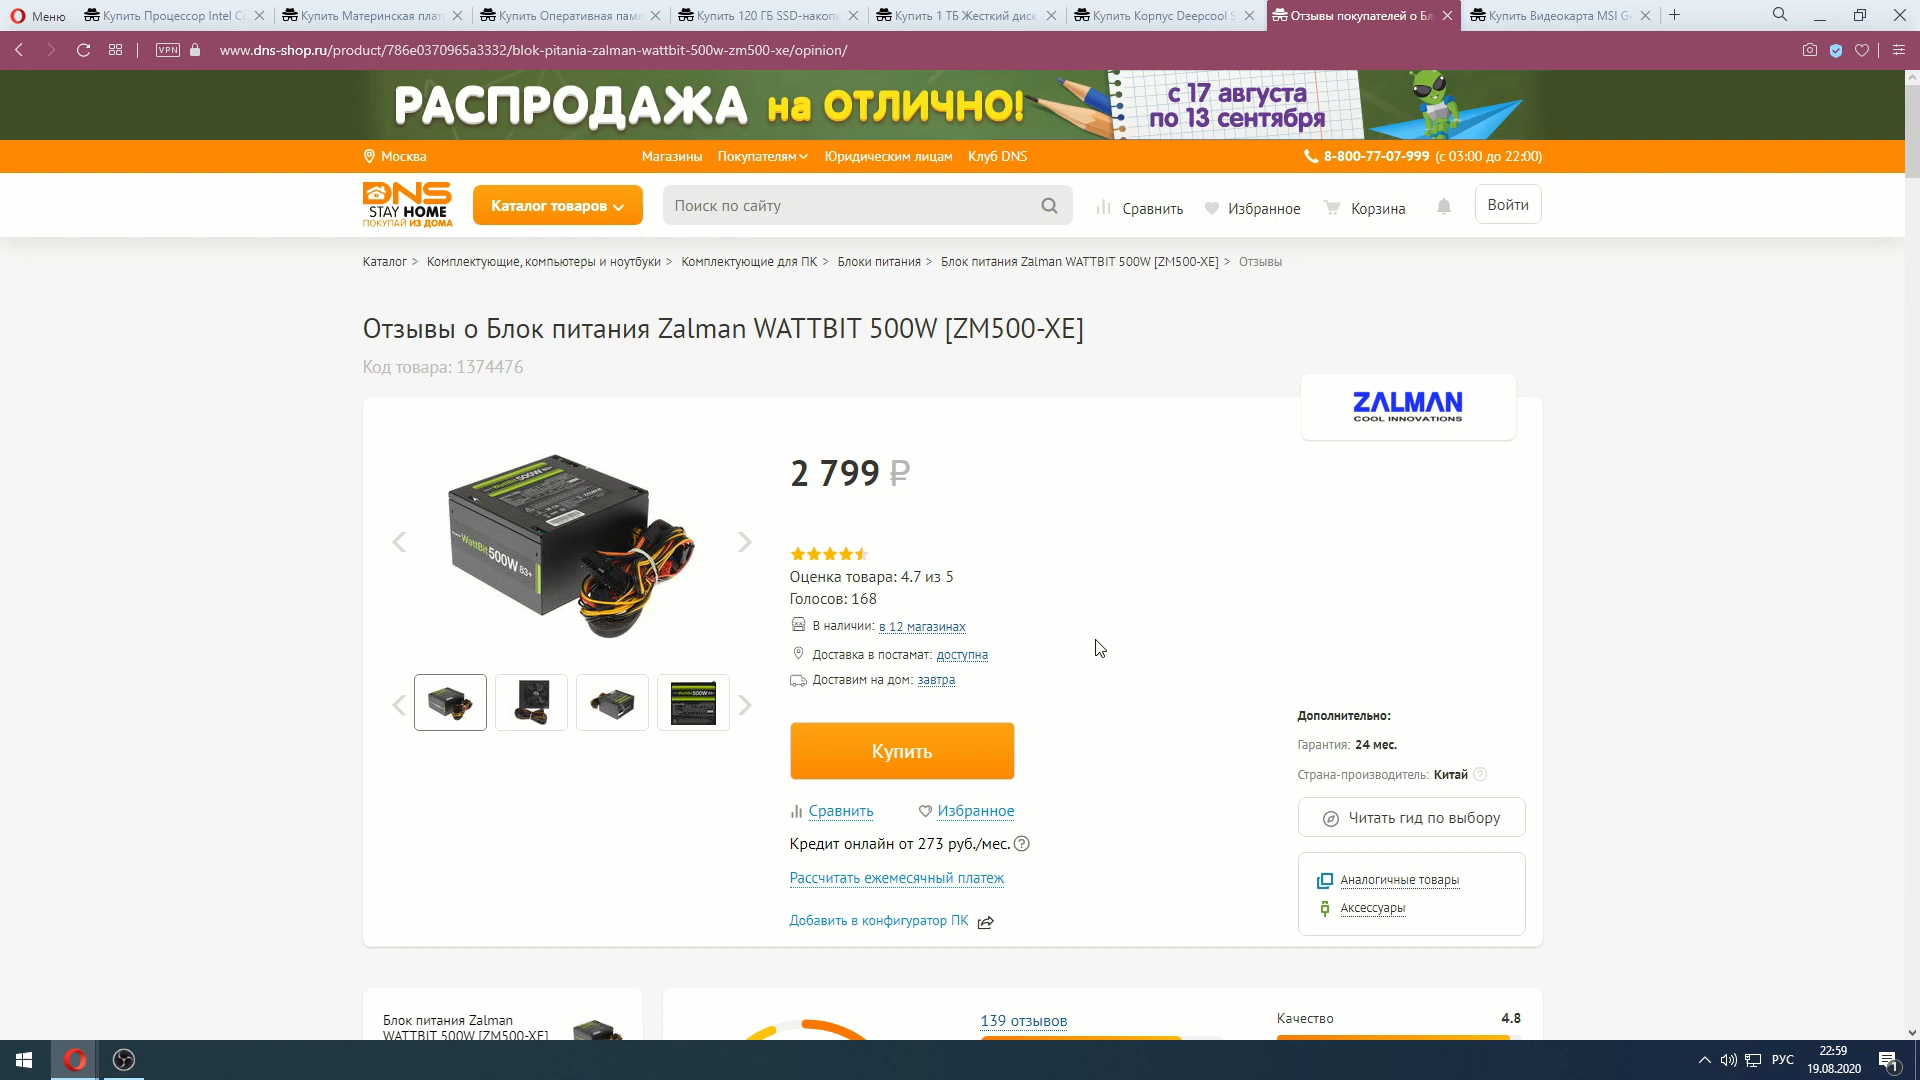 Меню
Купить Процессор Intel Co
Купить Материнская плат
Купить Оперативная пам
Купить 120 ГБ SSD-накопи
Купить 1 ТБ Жесткий диск
Купить Корпус Deepcool S
Отзывы покупателей о Бл
Купить Видеокарта MSI Ge
VPN
www.dns-shop.ru/product/786e0370965a3332/blok-pitania-zalman-wattbit-500w-zm500-xe/opinion/
РАСПРОДАЖА на ОТЛИЧНО!
с 17 августа
по 13 сентября
Москва
Магазины
Покупателям
Юридическим лицам
Клуб DNS
8-800-77-07-999 (с 03:00 до 22:00)
DNS
STAY HOME
ПОКУПАЙ ИЗ ДОМА
Каталог товаров
Поиск по сайту
Сравнить
Избранное
Корзина
Войти
Каталог > Комплектующие, компьютеры и ноутбуки > Комплектующие для ПК > Блоки питания > Блок питания Zalman WATTBIT 500W [ZM500-XE] > Отзывы
Отзывы о Блок питания Zalman WATTBIT 500W [ZM500-XE]
Код товара: 1374476
ZALMAN
COOL INNOVATIONS
WattBit 500W 83+
2 799 ₽
Оценка товара: 4.7 из 5
Голосов: 168
В наличии: в 12 магазинах
Доставка в постамат: доступна
Доставим на дом: завтра
Купить
Сравнить
Избранное
Кредит онлайн от 273 руб./мес.
Рассчитать ежемесячный платеж
Добавить в конфигуратор ПК
Дополнительно:
Гарантия: 24 мес.
Страна-производитель: Китай
Читать гид по выбору
Аналогичные товары
Аксессуары
Блок питания Zalman
WATTBIT 500W [ZM500-XE]
139 отзывов
Качество 4.8
РУС
22:59
19.08.2020
1